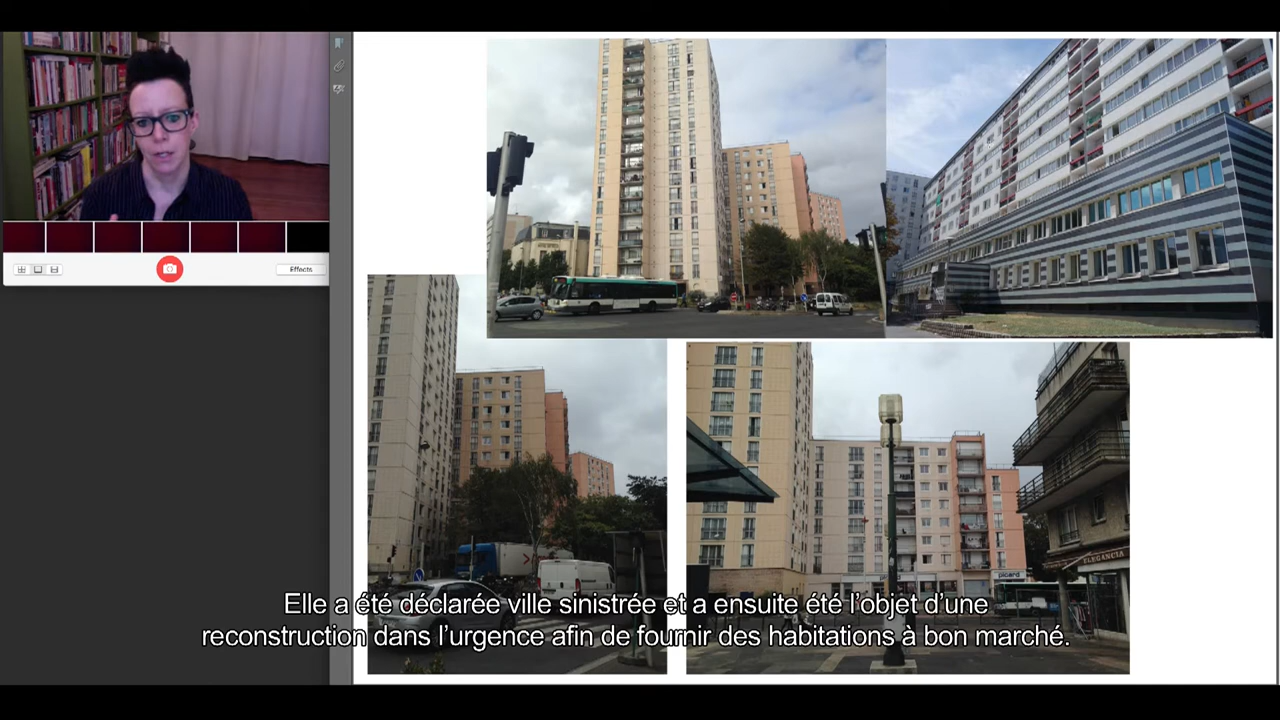 Effects
ELEGANCIA
picard
Elle a été déclarée ville sinistrée et a ensuite été l'objet d'une
reconstruction dans l'urgence afin de fournir des habitations à bon marché.